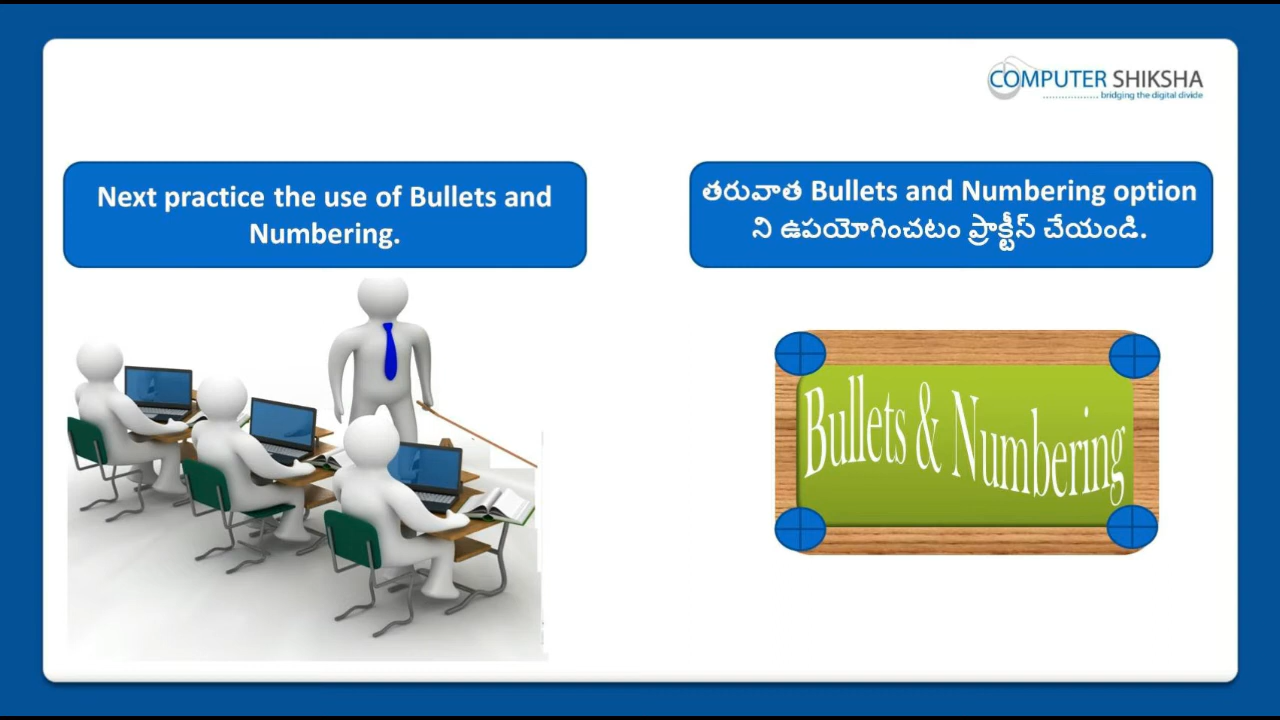 COMPUTER SHIKSHA
bridging the digital divide
Next practice the use of Bullets and
Numbering.
తరువాత Bullets and Numbering option
ని ఉపయోగించటం ప్రాక్టీస్ చేయండి.
Bullets & Numbering